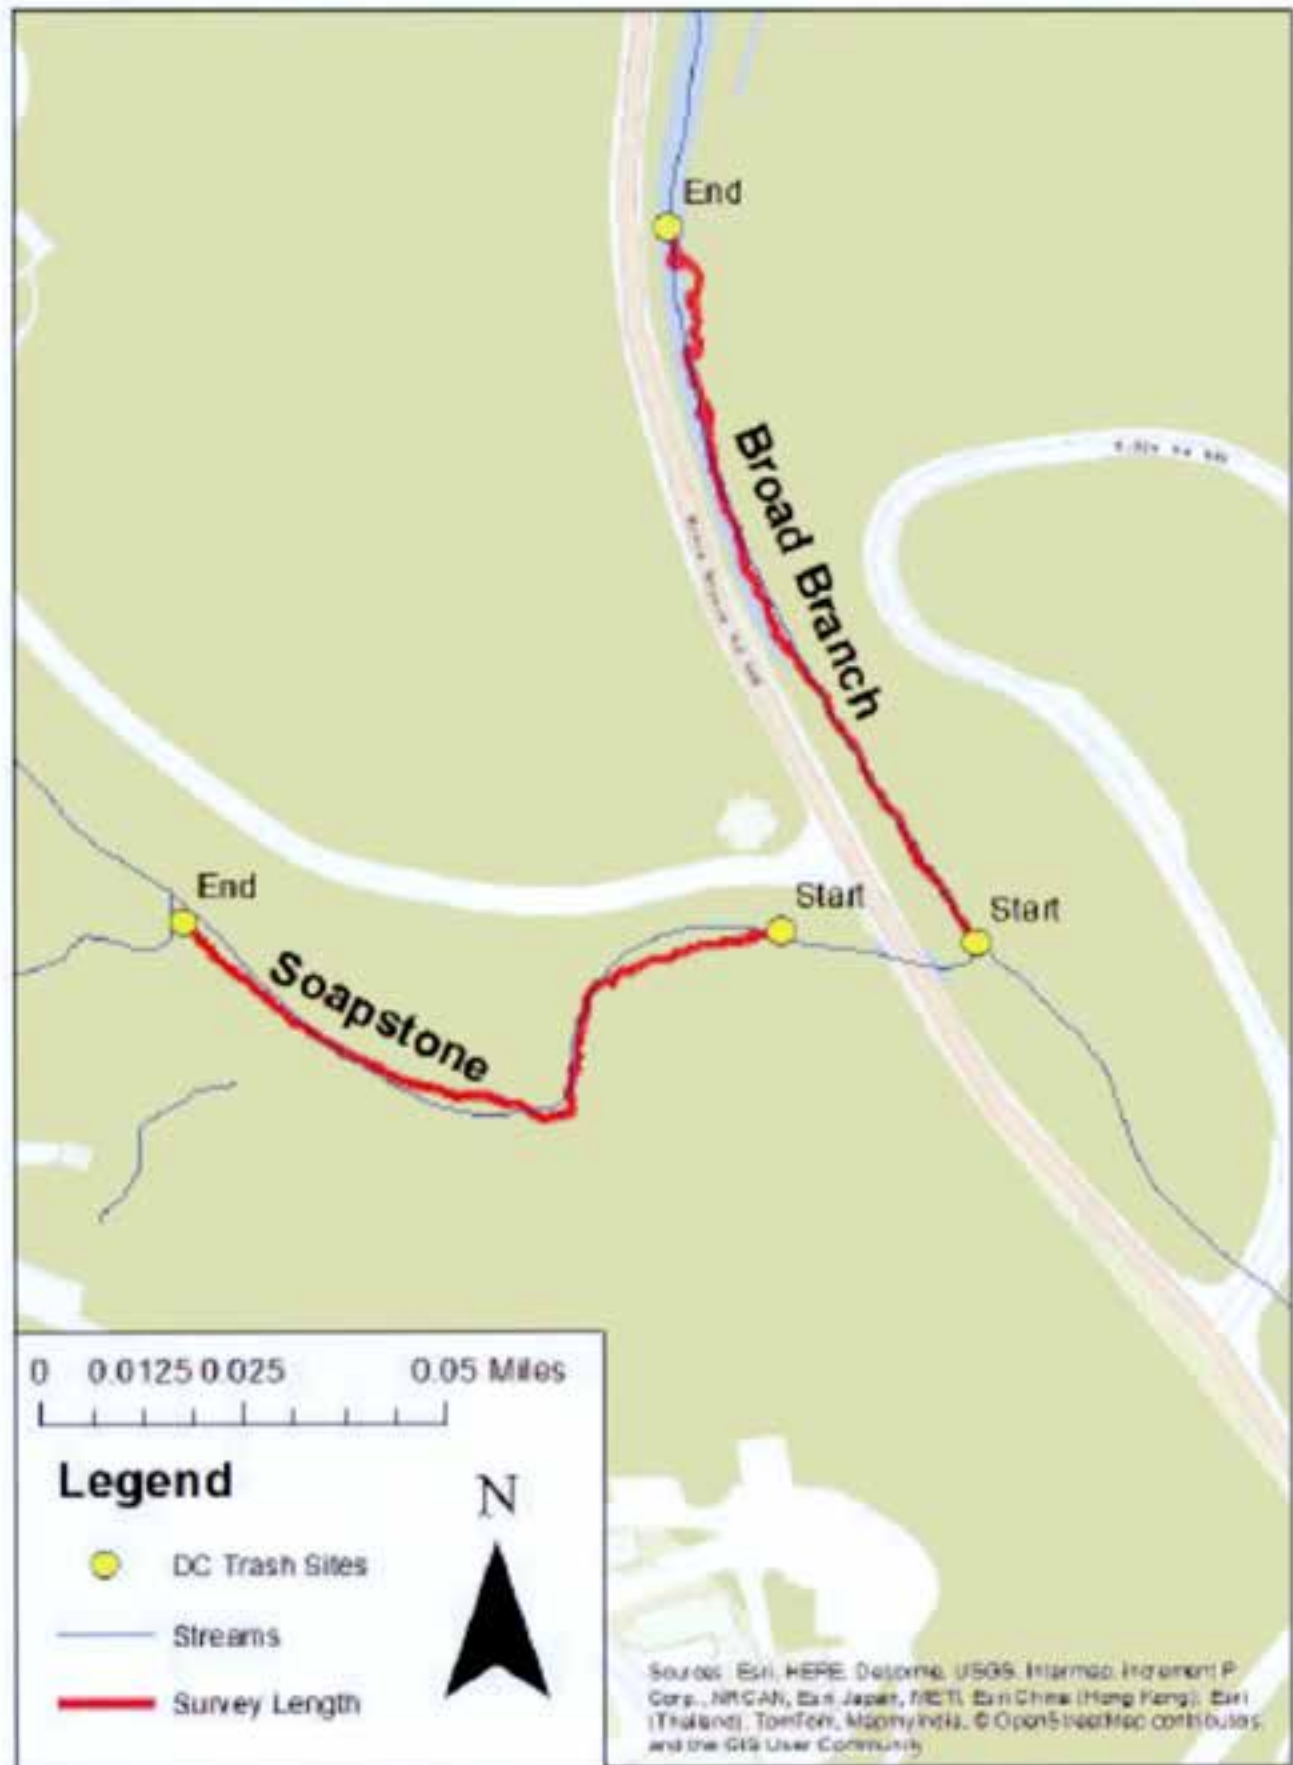 End
Broad Branch
End
Start
Start
Soapstone
0 0.0125 0.025 0.05 Miles
Legend
N
DC Trash Sites
Streams
Survey Length
Sources: Esri, HERE, DeLorme, USGS, Intermap, increment P
Corp., NRCAN, Esri Japan, METI, Esri China (Hong Kong), Esri
(Thailand), TomTom, MapmyIndia, © OpenStreetMap contributors,
and the GIS User Community